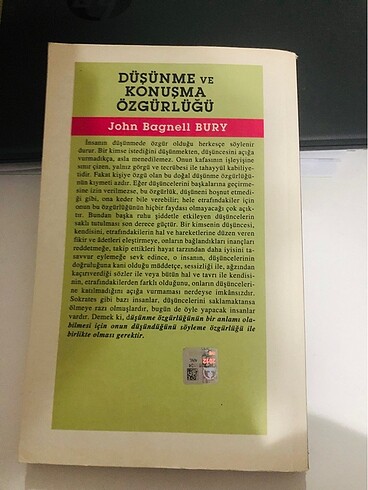 DÜŞÜNME VE
KONUŞMA
ÖZGÜRLÜĞÜ
John Bagnell BURY
İnsanın düşünmede özgür olduğu herkesçe söylenir
durur. Bir kimse istediğini düşünmekten, düşüncesini açığa
vurmadıkça, asla menedilemez. Onun kafasının işleyişine
sınır çizen, yalnız görgü ve tecrübesi ile tahayyül kabiliye-
tidir. Fakat kişiye özgü olan bu doğal düşünme özgürlüğü-
nün kıymeti azdır. Eğer düşüncelerini başkalarına geçirme-
sine izin verilmezse, bu özgürlük, düşüneni hoşnut etmedi-
ği gibi, ona keder bile verebilir; hele etrafındakiler için
onun bu özgürlüğünün hiçbir faydası olmayacağı çok açık-
tır. Bundan başka ruhu şiddetle etkileyen düşüncelerin
saklı tutulması son derece güçtür. Bir kimsenin düşüncesi,
kendisini, etrafındakilerin hal ve hareketlerine düzen veren
fikir ve âdetleri eleştirmeye, onların bağlandıkları inançları
reddetmeğe, takip ettikleri hayat tarzından daha iyisini ta-
savvur eylemeğe sevk edince, o insanın, düşüncelerinin
doğruluğuna kani olduğu müddetçe, sessizliği ile, ağzından
kaçırıverdiği sözler ile veya bütün hal ve tavrı ile kendisi-
nin, etrafındakilerden farklı olduğunu, onların düşünceleri-
ne katılmadığını açığa vurmaması nerdeyse imkânsızdır.
Sokrates gibi bazı insanlar, düşüncelerini saklamaktansa
ölmeye razı olmuşlardır, bugün de öyle yapacak insanlar
vardır. Demek ki, düşünme özgürlüğünün bir anlamı ola-
bilmesi için onun düşündüğünü söyleme özgürlüğü ile
birlikte olması gerektir.